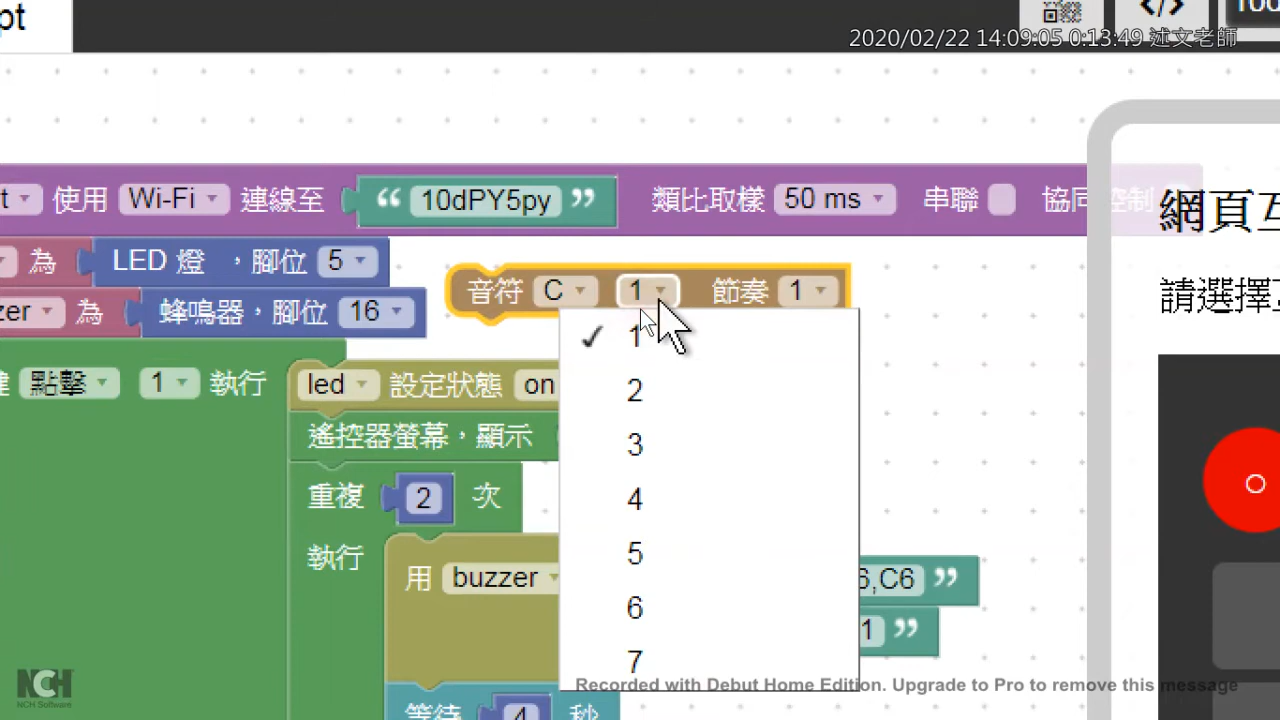 pt
</>
100
2020/02/22 14:09:05 0:13:49 述文老師
t 使用 Wi-Fi 連線至 “ 10dPY5py ” 類比取樣 50 ms 串聯 協同控制
網頁互
為 LED 燈 ，腳位 5
音符 C 1 節奏 1
請選擇
zer 為 蜂鳴器，腳位 16
✓ 1
2
3
4
5
6
7
點擊 1 執行
led 設定狀態 on
遙控器螢幕，顯示
重複 2 次
執行
用 buzzer
6,C6 ”
1 ”
等待 4 秒
NCH
NCH Software
Recorded with Debut Home Edition. Upgrade to Pro to remove this message